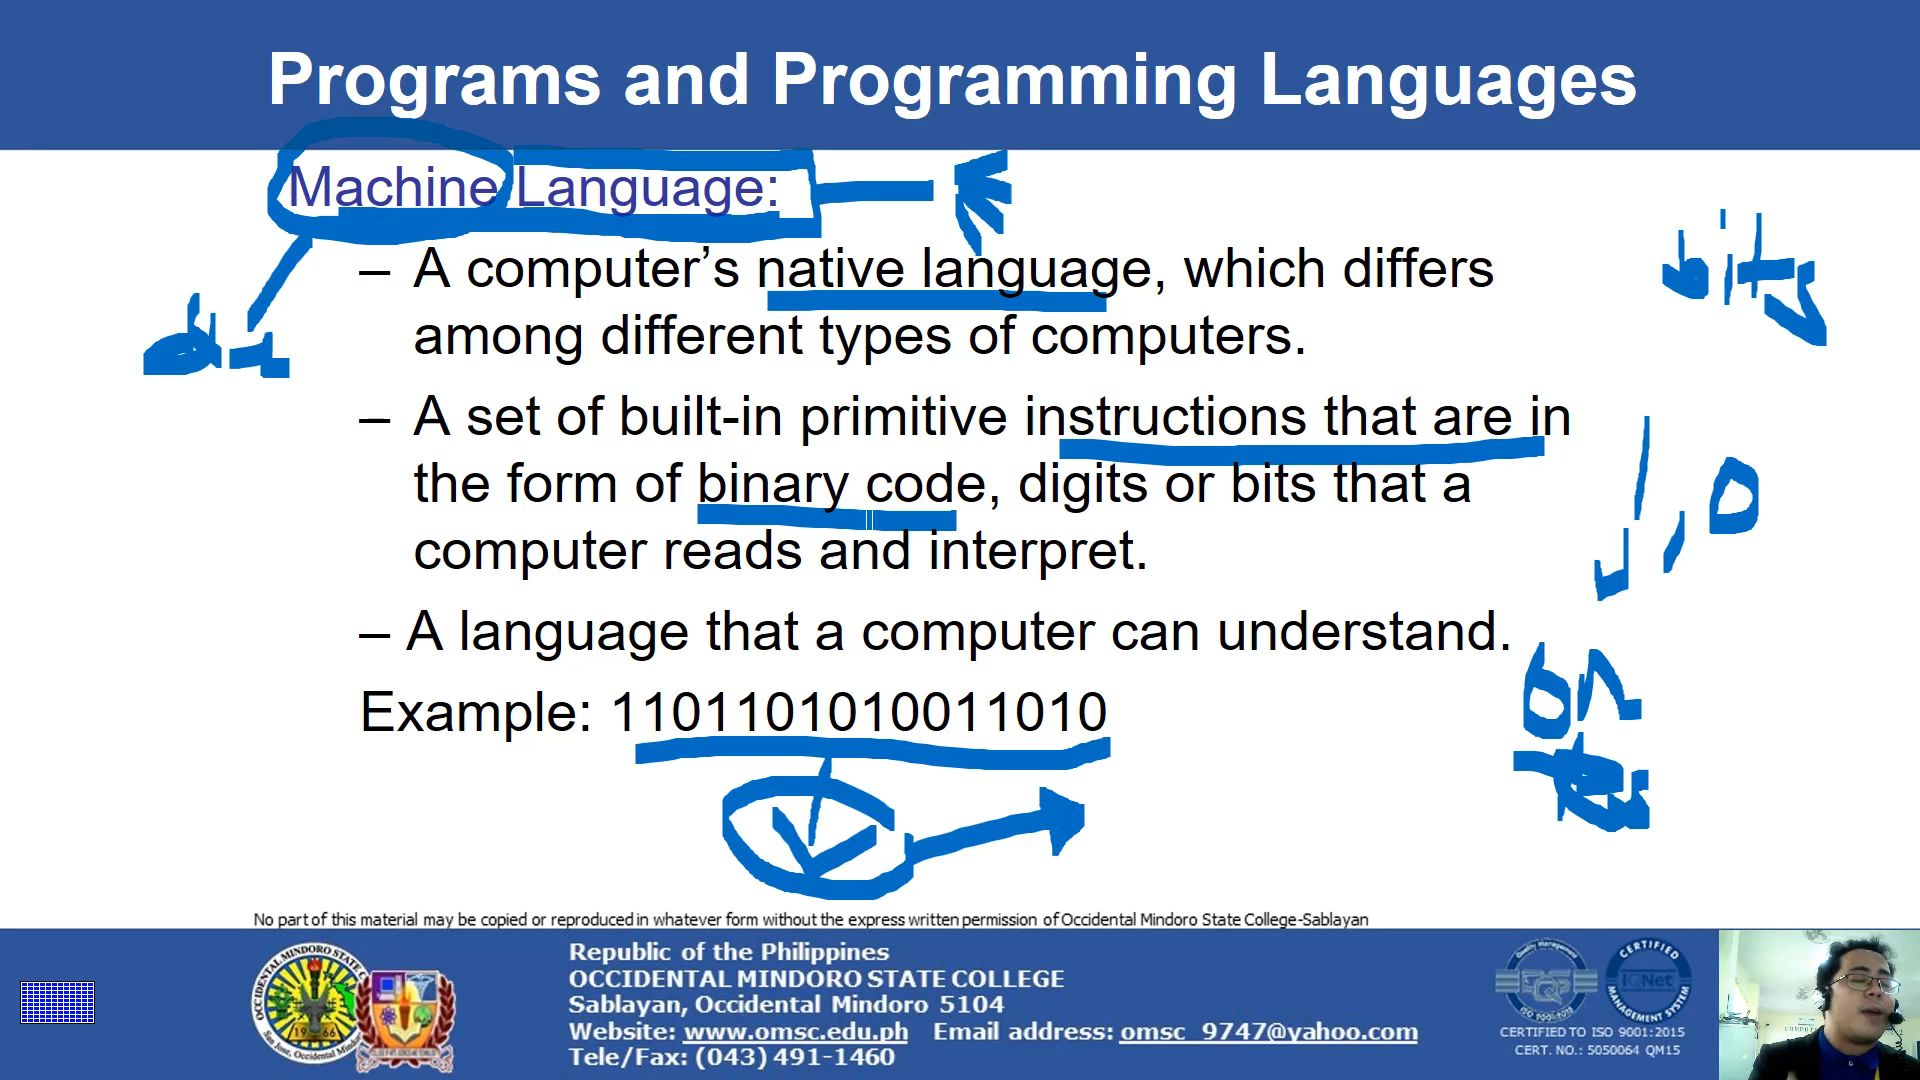 Programs and Programming Languages
Machine Language:
– A computer’s native language, which differs
among different types of computers.
– A set of built-in primitive instructions that are in
the form of binary code, digits or bits that a
computer reads and interpret.
– A language that a computer can understand.
Example: 1101101010011010
bits
1, 0
No part of this material may be copied or reproduced in whatever form without the express written permission of Occidental Mindoro State College-Sablayan
Republic of the Philippines
OCCIDENTAL MINDORO STATE COLLEGE
Sablayan, Occidental Mindoro 5104
Website: www.omsc.edu.ph Email address: omsc_9747@yahoo.com
Tele/Fax: (043) 491-1460
CERTIFIED
IQNet
MANAGEMENT SYSTEM
CERTIFIED TO ISO 9001:2015
CERT. NO.: 5050064 QM15